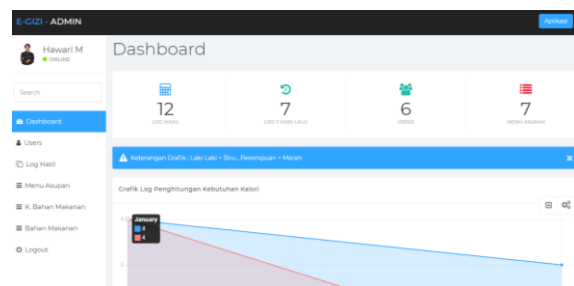 E-GIZI - ADMIN
Aplikasi
Hawari M
ONLINE
Search
Dashboard
Users
Log Hasil
Menu Asupan
K. Bahan Makanan
Bahan Makanan
Logout
Dashboard
12
LOG HASIL
7
LOG 7 HARI LALU
6
USERS
7
MENU ASUPAN
Keterangan Grafik : Laki-Laki = Biru , Perempuan = Merah
Grafik Log Penghitungan Kebutuhan Kalori
January
4
4